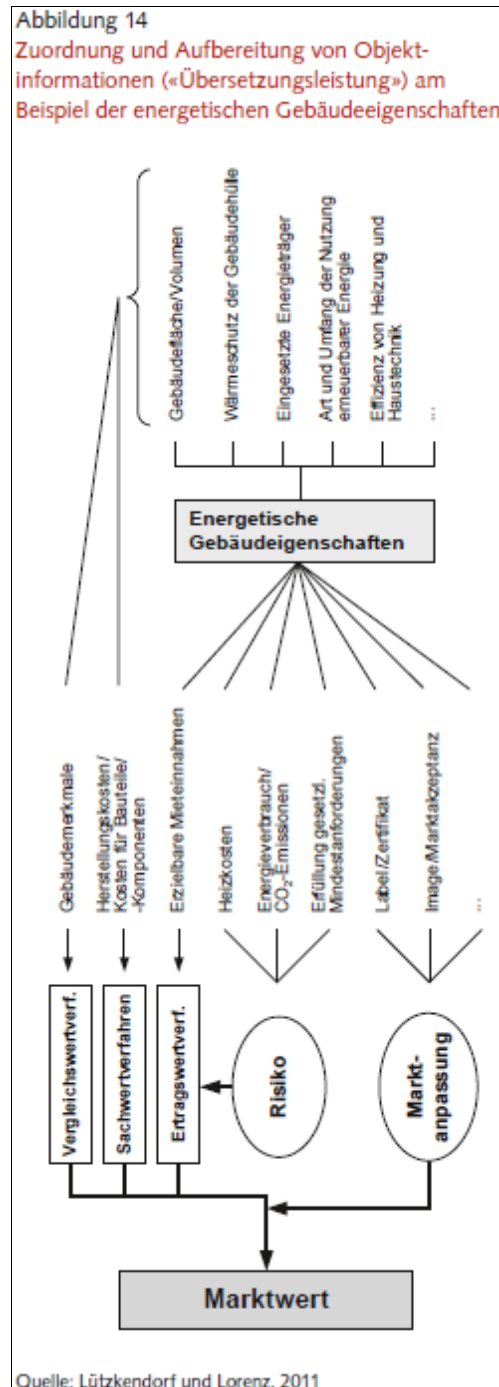 Abbildung 14
Zuordnung und Aufbereitung von Objekt-
informationen («Übersetzungsleistung») am
Beispiel der energetischen Gebäudeeigenschaften
Gebäudefläche/Volumen
Wärmeschutz der Gebäudehülle
Eingesetzte Energieträger
Art und Umfang der Nutzung
erneuerbarer Energie
Effizienz von Heizung und
Haustechnik
...
Energetische
Gebäudeigenschaften
Gebäudemerkmale
Herstellungskosten/
Kosten für Bauteile/
-Komponenten
Erzielbare Mieteinnahmen
Heizkosten
Energieverbrauch/
CO₂-Emissionen
Erfüllung gesetzl.
Mindestanforderungen
Label/Zertifikat
Image/Marktakzeptanz
...
Vergleichswertverf.
Sachwertverfahren
Ertragswertverf.
Risiko
Markt-
anpassung
Marktwert
Quelle: Lützkendorf und Lorenz, 2011